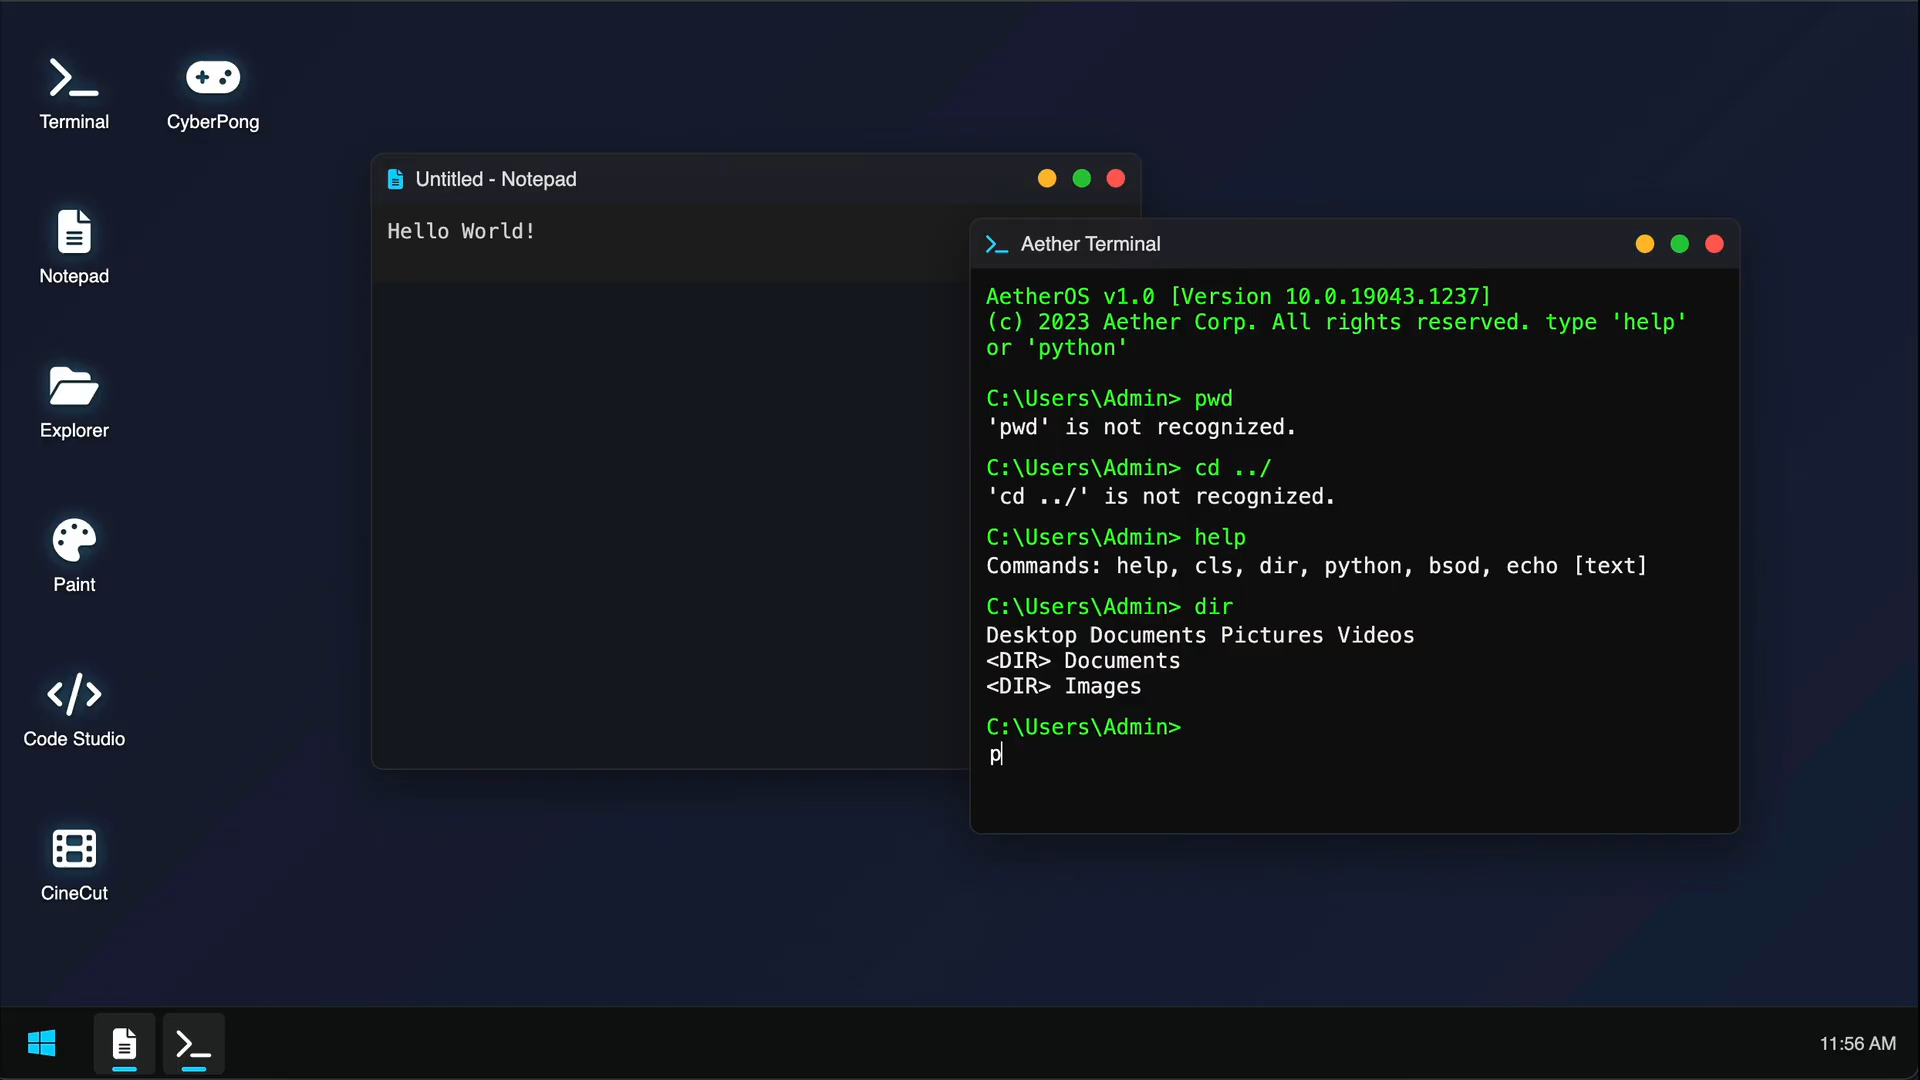 Terminal
CyberPong
Notepad
Explorer
Paint
Code Studio
CineCut
Untitled - Notepad
Hello World!
Aether Terminal
AetherOS v1.0 [Version 10.0.19043.1237]
(c) 2023 Aether Corp. All rights reserved. type 'help'
or 'python'
C:\Users\Admin> pwd
'pwd' is not recognized.
C:\Users\Admin> cd ../
'cd ../' is not recognized.
C:\Users\Admin> help
Commands: help, cls, dir, python, bsod, echo [text]
C:\Users\Admin> dir
Desktop Documents Pictures Videos
<DIR> Documents
<DIR> Images
C:\Users\Admin>
p
11:56 AM